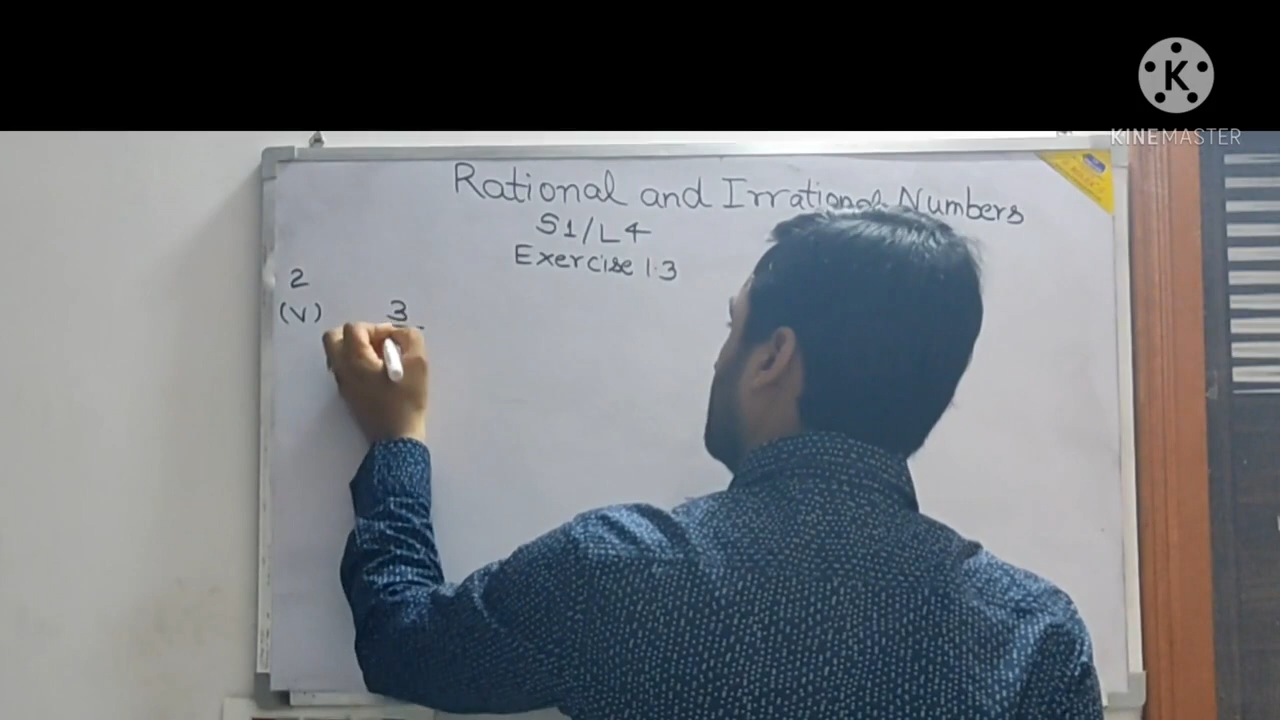 K
KINEMASTER
Rational and Irrational Numbers
S1/L4
Exercise 1.3
2
(V)
3